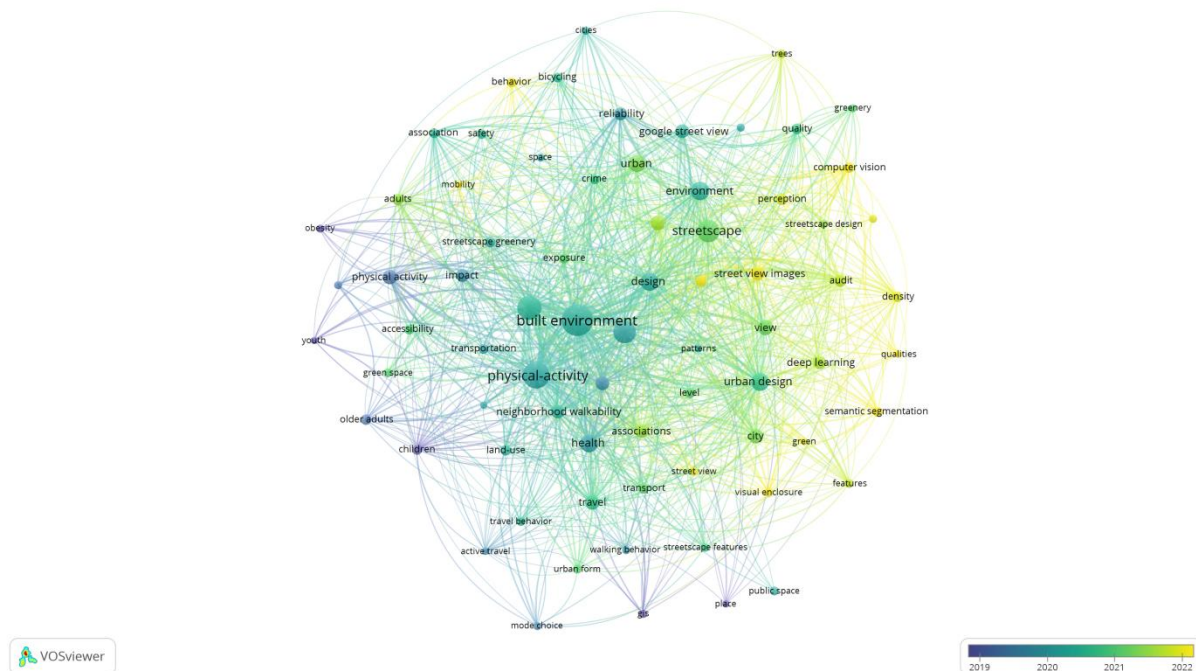 cities
trees
bicycling
behavior
greenery
reliability
google street view
quality
association
safety
space
urban
crime
computer vision
mobility
environment
perception
adults
streetscape design
obesity
streetscape
streetscape greenery
exposure
physical activity
impact
design
street view images
audit
density
built environment
accessibility
view
youth
transportation
patterns
qualities
green space
physical-activity
deep learning
urban design
level
older adults
neighborhood walkability
semantic segmentation
associations
city
green
children
land-use
health
street view
features
transport
visual enclosure
travel
travel behavior
active travel
walking behavior
streetscape features
urban form
public space
place
gis
mode choice
VOSviewer
2019 2020 2021 2022